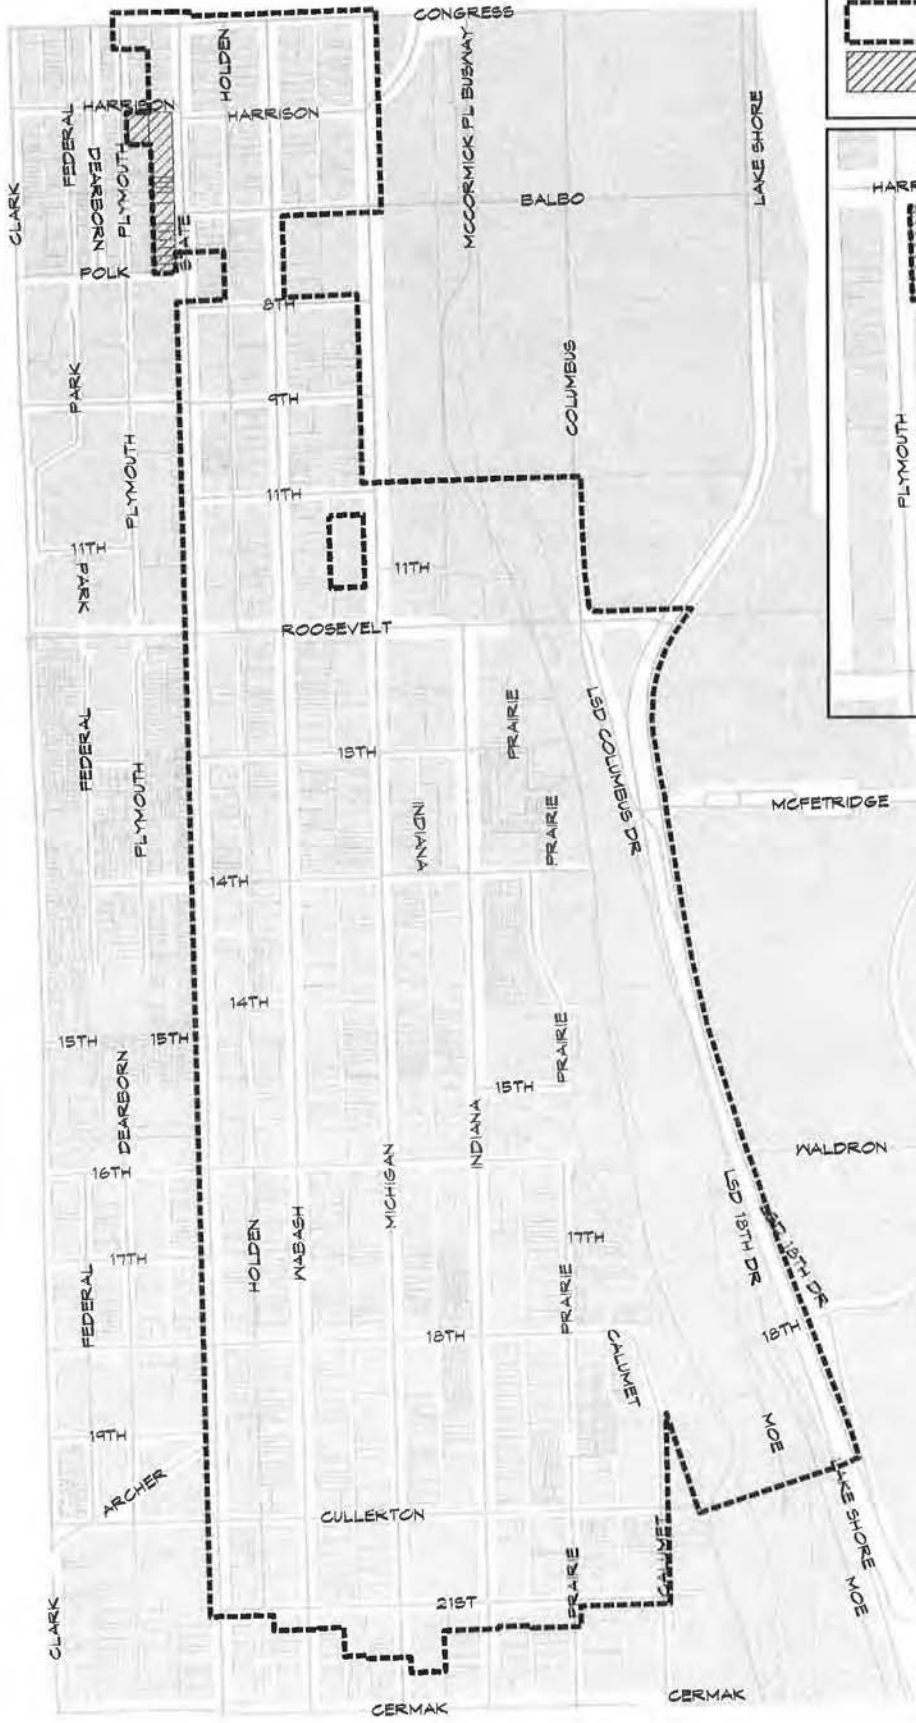 CONGRESS
HOLDEN
MCCORMICK PL BUSWAY
HARRISON
HARRISON
LAKE SHORE
FEDERAL
DEARBORN
PLYMOUTH
CLARK
BALBO
POLK
8TH
COLUMBUS
PARK
9TH
PLYMOUTH
PLYMOUTH
11TH
11TH
PARK
11TH
ROOSEVELT
FEDERAL
PLYMOUTH
13TH
PRAIRIE
LSD COLUMBUS DR
INDIANA
PRAIRIE
MCFETRIDGE
14TH
14TH
15TH
15TH
PRAIRIE
DEARBORN
15TH
INDIANA
MICHIGAN
WALDRON
16TH
LSD 18TH DR
18TH DR
HOLDEN
WABASH
17TH
17TH
FEDERAL
PRAIRIE
18TH
18TH
CALUMET
MOE
19TH
ARCHER
CULLERTON
LAKE SHORE
MOE
PRAIRIE
CALUMET
21ST
CLARK
CERMAK
CERMAK